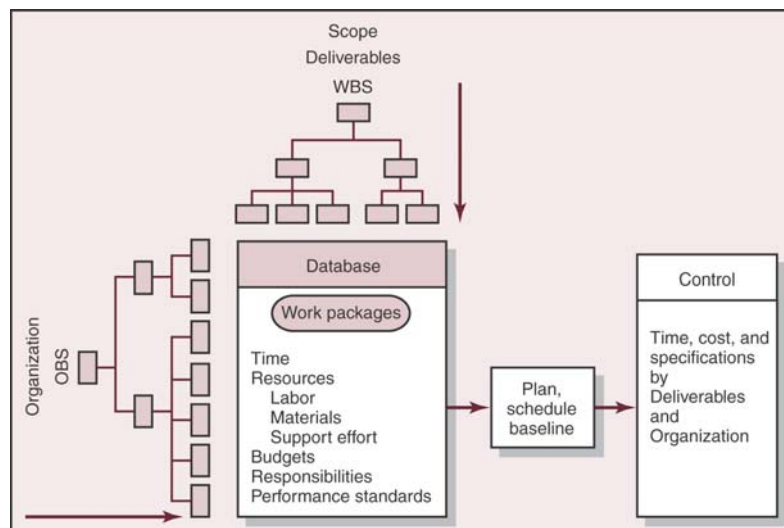 Scope
Deliverables
WBS
Organization
OBS
Database
Work packages
Time
Resources
Labor
Materials
Support effort
Budgets
Responsibilities
Performance standards
Plan,
schedule
baseline
Control
Time, cost, and
specifications
by
Deliverables
and
Organization